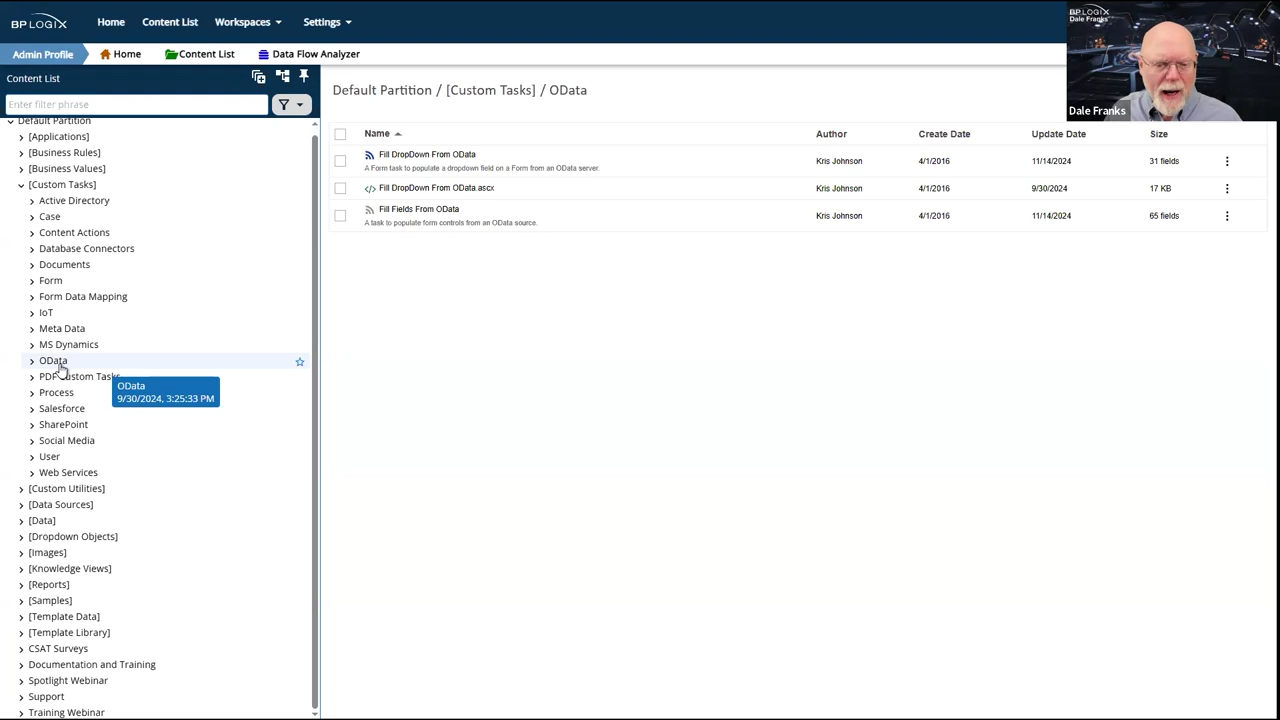 BP LOGIX
Home
Content List
Workspaces
Settings
BP LOGIX
Dale Franks
Dale Franks
Admin Profile
Home
Content List
Data Flow Analyzer
Content List
Enter filter phrase
Default Partition
[Applications]
[Business Rules]
[Business Values]
[Custom Tasks]
Active Directory
Case
Content Actions
Database Connectors
Documents
Form
Form Data Mapping
IoT
Meta Data
MS Dynamics
OData
PDF Custom Tasks
OData
9/30/2024, 3:25:33 PM
Process
Salesforce
SharePoint
Social Media
User
Web Services
[Custom Utilities]
[Data Sources]
[Data]
[Dropdown Objects]
[Images]
[Knowledge Views]
[Reports]
[Samples]
[Template Data]
[Template Library]
CSAT Surveys
Documentation and Training
Spotlight Webinar
Support
Training Webinar
Default Partition / [Custom Tasks] / OData
Name Author Create Date Update Date Size
Fill DropDown From OData
A Form task to populate a dropdown field on a Form from an OData server.
Kris Johnson 4/1/2016 11/14/2024 31 fields
Fill DropDown From OData.ascx Kris Johnson 4/1/2016 9/30/2024 17 KB
Fill Fields From OData
A task to populate form controls from an OData source.
Kris Johnson 4/1/2016 11/14/2024 65 fields